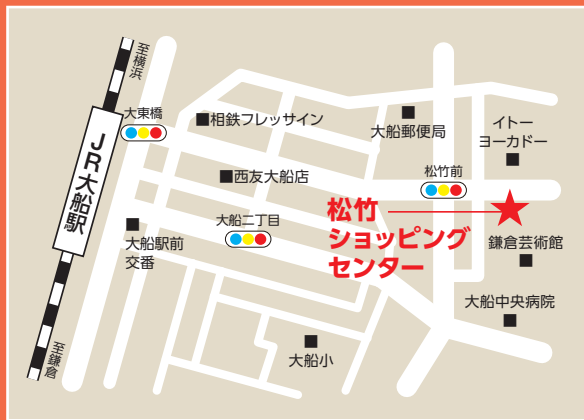 至横浜
大東橋
JR大船駅
相鉄フレッサイン
大船郵便局
イトー
ヨーカドー
西友大船店
松竹前
大船二丁目
松竹
ショッピング
センター
大船駅前
交番
鎌倉芸術館
大船中央病院
大船小
至鎌倉